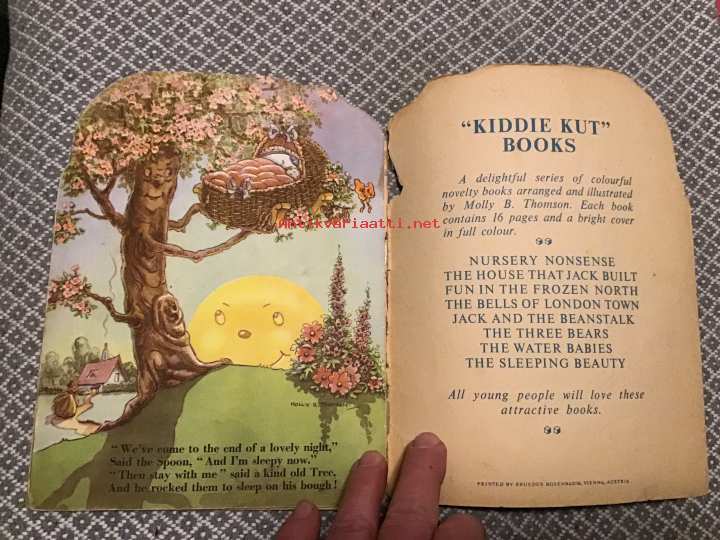 "We've come to the end of a lovely night,"
Said the Spoon, "And I'm sleepy now,"
"Then stay with me" said a kind old Tree,
And he rocked them to sleep on his bough!
MOLLY B. THOMSON
Antikvariaatti.net
"KIDDIE KUT"
BOOKS
A delightful series of colourful
novelty books arranged and illustrated
by Molly B. Thomson. Each book
contains 16 pages and a bright cover
in full colour.
NURSERY NONSENSE
THE HOUSE THAT JACK BUILT
FUN IN THE FROZEN NORTH
THE BELLS OF LONDON TOWN
JACK AND THE BEANSTALK
THE THREE BEARS
THE WATER BABIES
THE SLEEPING BEAUTY
All young people will love these
attractive books.
PRINTED BY BRUEDER ROSENBAUM, VIENNA, AUSTRIA.